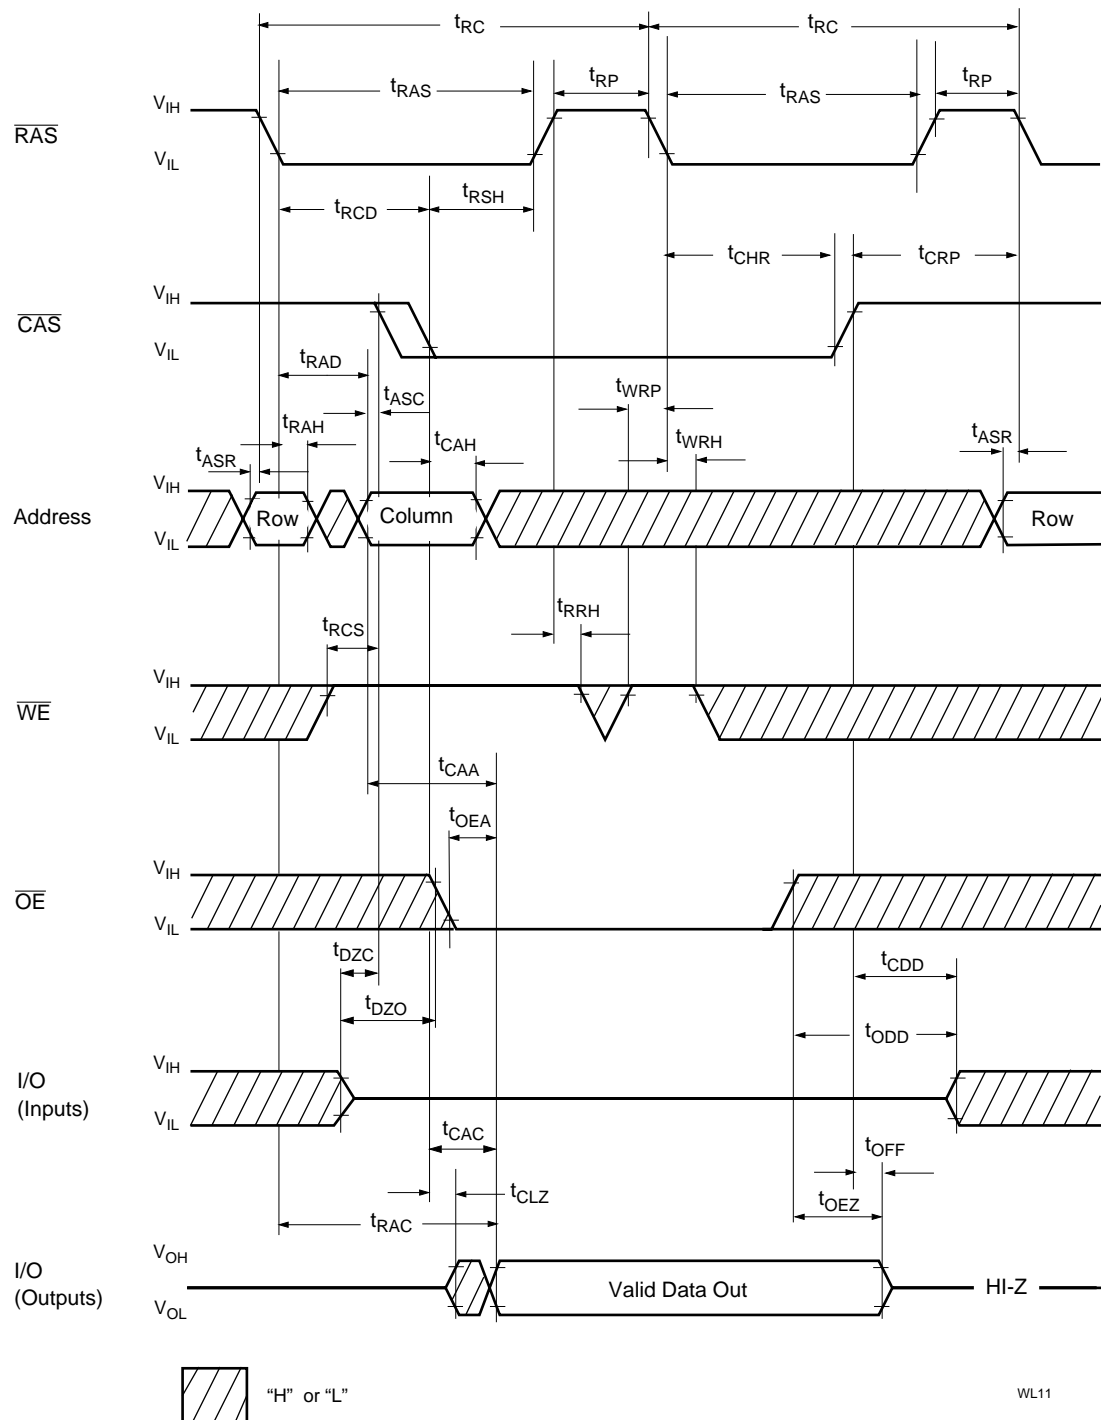 tRC tRC
tRAS tRP tRAS tRP
VIH
RAS
VIL
tRCD tRSH
tCHR tCRP
VIH
CAS
VIL
tRAD
tASC tWRP
tRAH tCAH tWRH
tASR tASR
VIH
Address Row Column Row
VIL
tRRH
tRCS
VIH
WE
VIL
tCAA
tOEA
VIH
OE
VIL
tDZC tCDD
tDZO tODD
VIH
I/O
(Inputs)
VIL
tCAC tOFF
tCLZ tOEZ
tRAC
VOH
I/O
(Outputs) Valid Data Out HI-Z
VOL
“H” or “L”
WL11